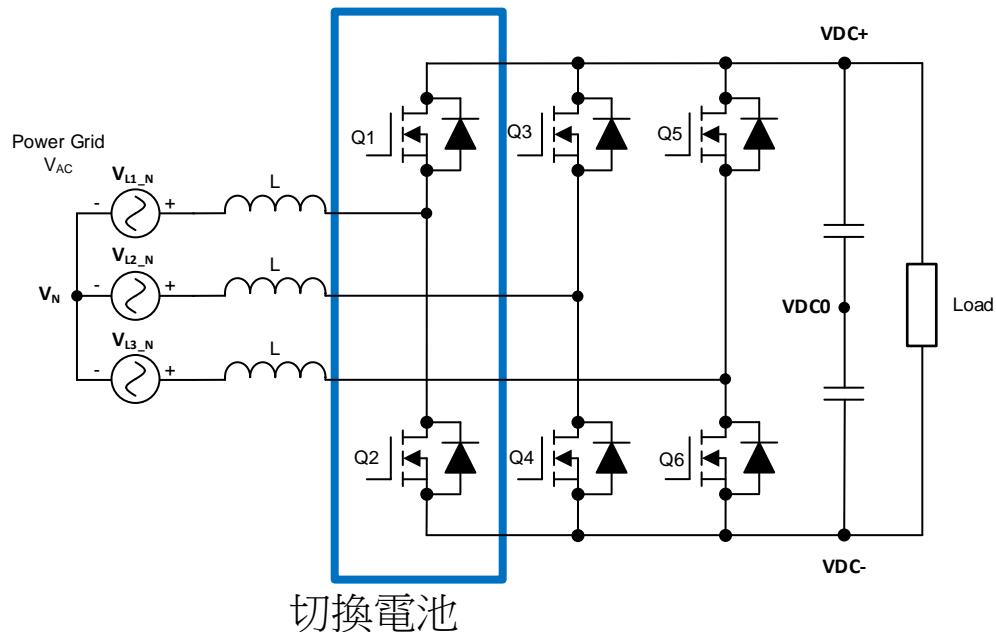 VDC+
Q1
Q3
Q5
Power Grid
VAC
VL1_N
L
- +
VL2_N
L
- +
VN
VDC0
Load
VL3_N
L
- +
Q2
Q4
Q6
VDC-
切換電池